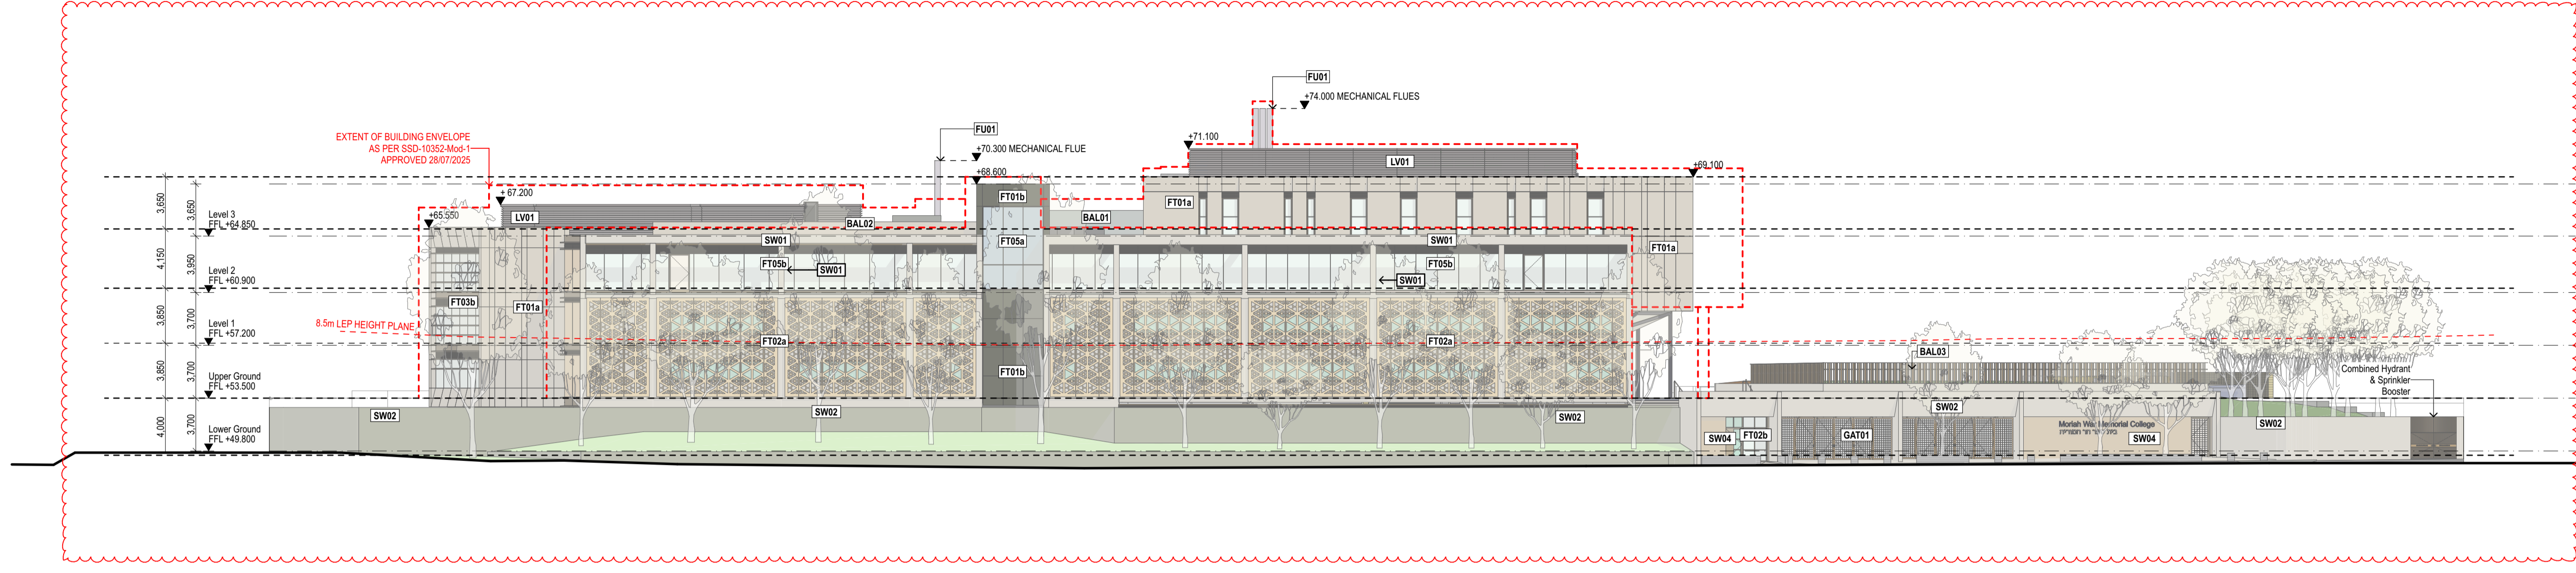 FU01
+74.000 MECHANICAL FLUES
FU01
EXTENT OF BUILDING ENVELOPE
AS PER SSD-10352-Mod-1
APPROVED 28/07/2025
+70.300 MECHANICAL FLUE
+71.100
LV01
+69.100
+68.600
+ 67.200
FT01b
FT01a
3,650
3,650
Level 3
FFL +64.850
+65.550
LV01
BAL02
BAL01
SW01
FT05a
SW01
FT01a
4,150
3,950
Level 2
FFL +60.900
FT05b
SW01
FT05b
SW01
FT03b
FT01a
3,850
3,700
Level 1
FFL +57.200
8.5m LEP HEIGHT PLANE
FT02a
FT02a
BAL03
3,850
3,700
Upper Ground
FFL +53.500
FT01b
Combined Hydrant
& Sprinkler
Booster
4,000
3,700
Lower Ground
FFL +49.800
SW02
SW02
SW02
SW02
SW02
SW04
FT02b
GAT01
Moriah War Memorial College
SW04